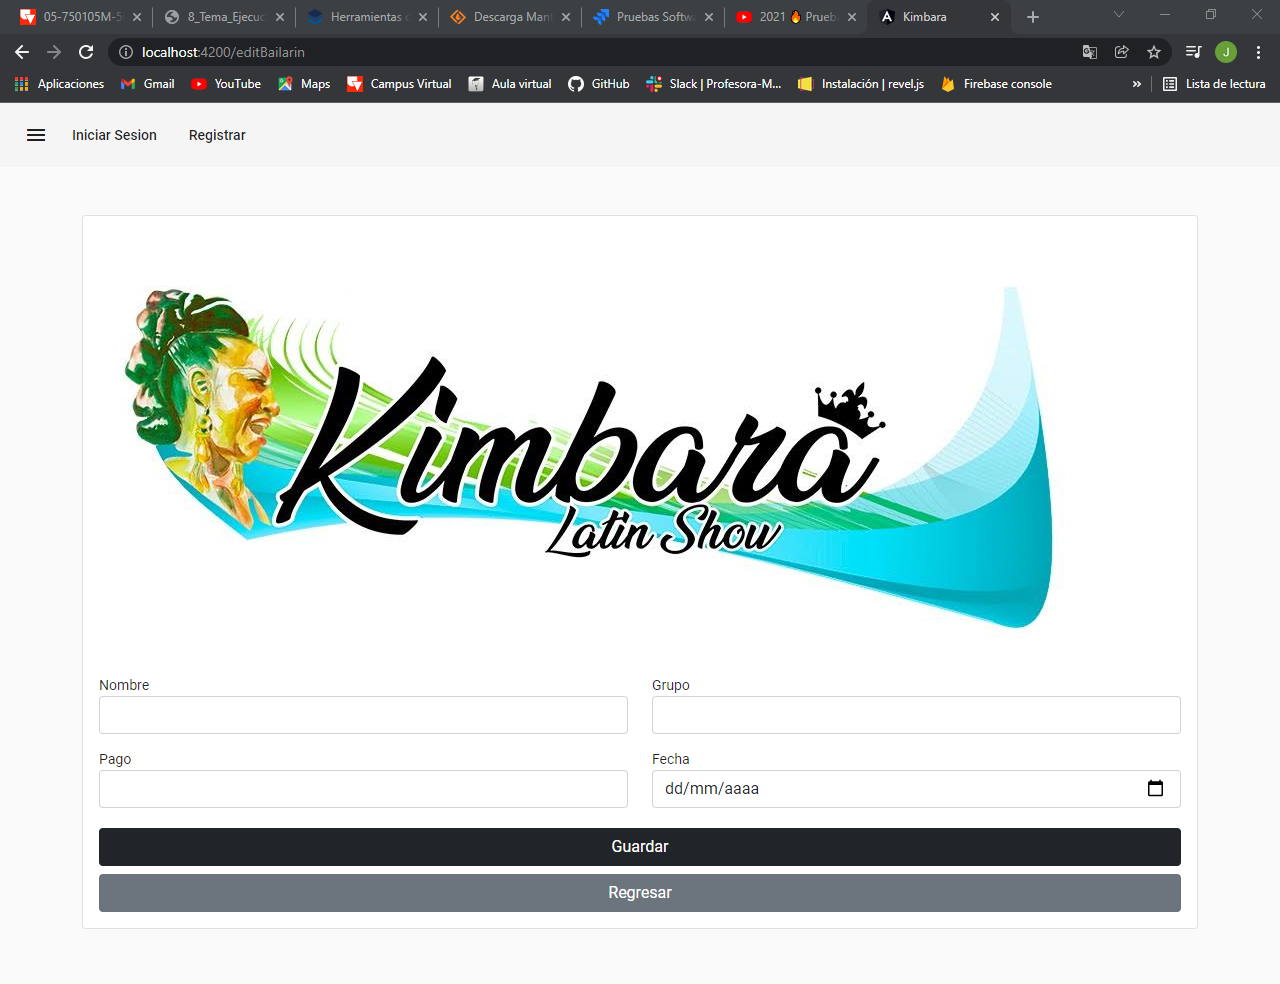 05-750105M-5
8_Tema_Ejecuc
Herramientas
Descarga Mant
Pruebas Softwa
2021 🔥 Prueb
Kimbara
localhost:4200/editBailarin
J
Aplicaciones
Gmail
YouTube
Maps
Campus Virtual
Aula virtual
GitHub
Slack | Profesora-M...
Instalación | revel.js
Firebase console
»
Lista de lectura
Iniciar Sesion
Registrar
Kimbara
Latin Show
Nombre
Grupo
Pago
Fecha
dd/mm/aaaa
Guardar
Regresar